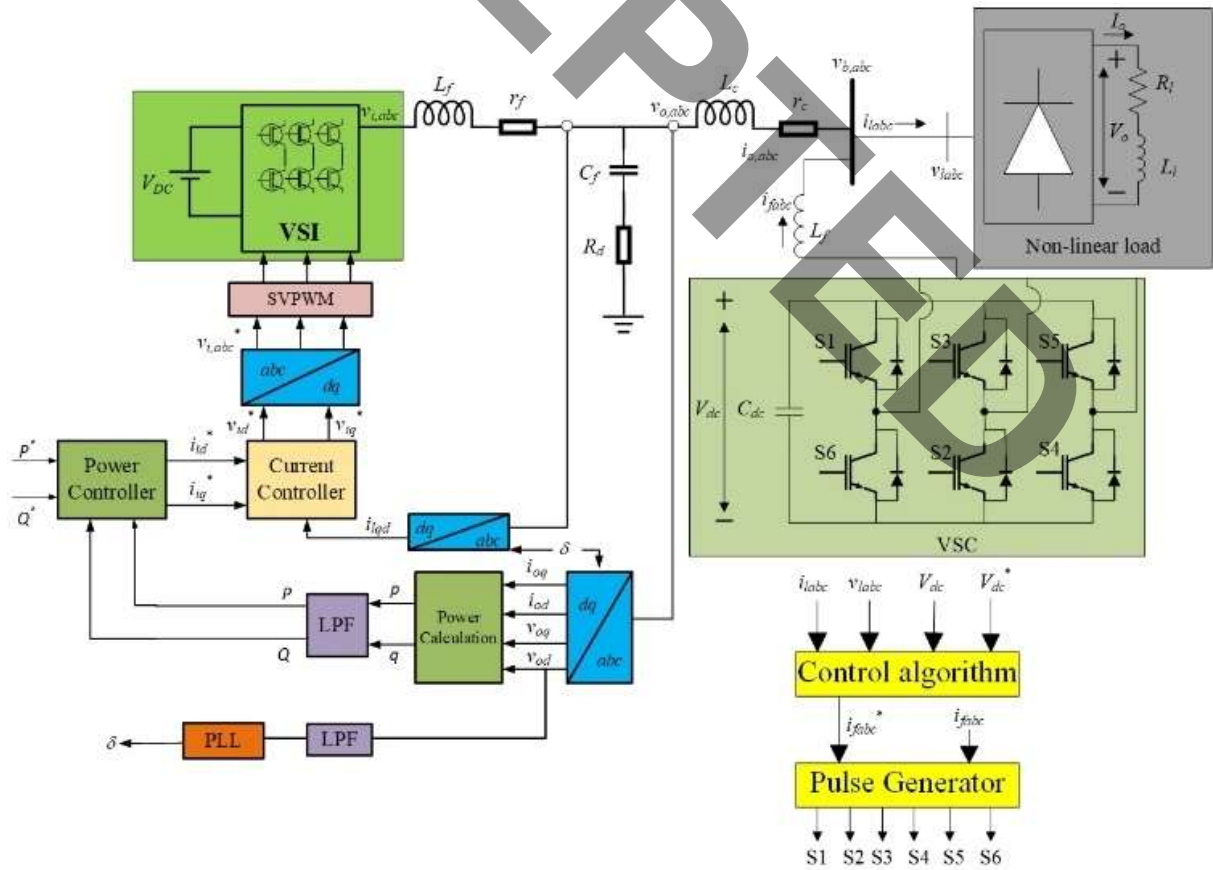 L_f
r_f
v_i,abc
V_DC
VSI
SVPWM
v_i,abc*
abc
dq
v_id*
v_iq*
P*
Q*
Power
Controller
i_id*
i_iq*
Current
Controller
i_lqd
dq
abc
δ
C_f
R_d
v_o,abc
L_c
r_c
i_a,abc
v_b,abc
i_labc
v_labc
i_fabc
L_f
I_o
+
V_o
−
R_l
L_l
Non-linear load
+
V_dc
−
C_dc
S1
S3
S5
S6
S2
S4
VSC
P
Q
LPF
p
q
Power
Calculation
i_oq
i_od
v_oq
v_od
dq
abc
δ
PLL
LPF
i_labc
v_labc
V_dc
V_dc*
Control algorithm
i_fabc*
i_fabc
Pulse Generator
S1
S2
S3
S4
S5
S6
PTED